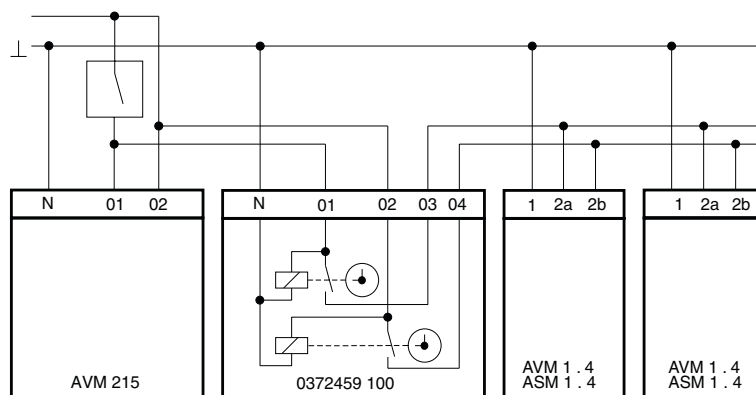 ⊥
N 01 02 N 01 02 03 04 1 2a 2b 1 2a 2b
AVM 215 0372459 100 AVM 1 . 4 AVM 1 . 4
ASM 1 . 4 ASM 1 . 4